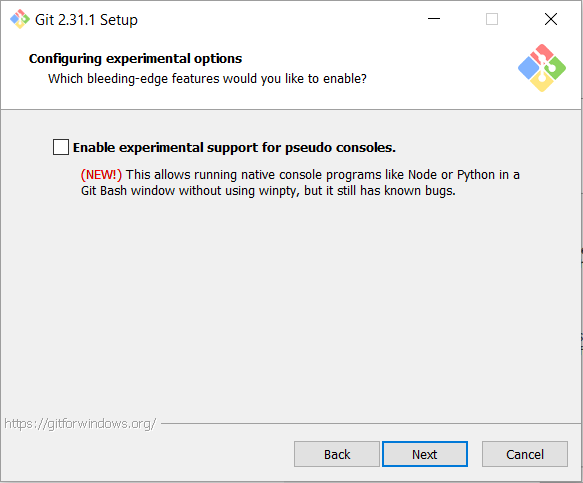 Git 2.31.1 Setup
Configuring experimental options
Which bleeding-edge features would you like to enable?
Enable experimental support for pseudo consoles.
(NEW!) This allows running native console programs like Node or Python in a
Git Bash window without using winpty, but it still has known bugs.
https://gitforwindows.org/
Back
Next
Cancel